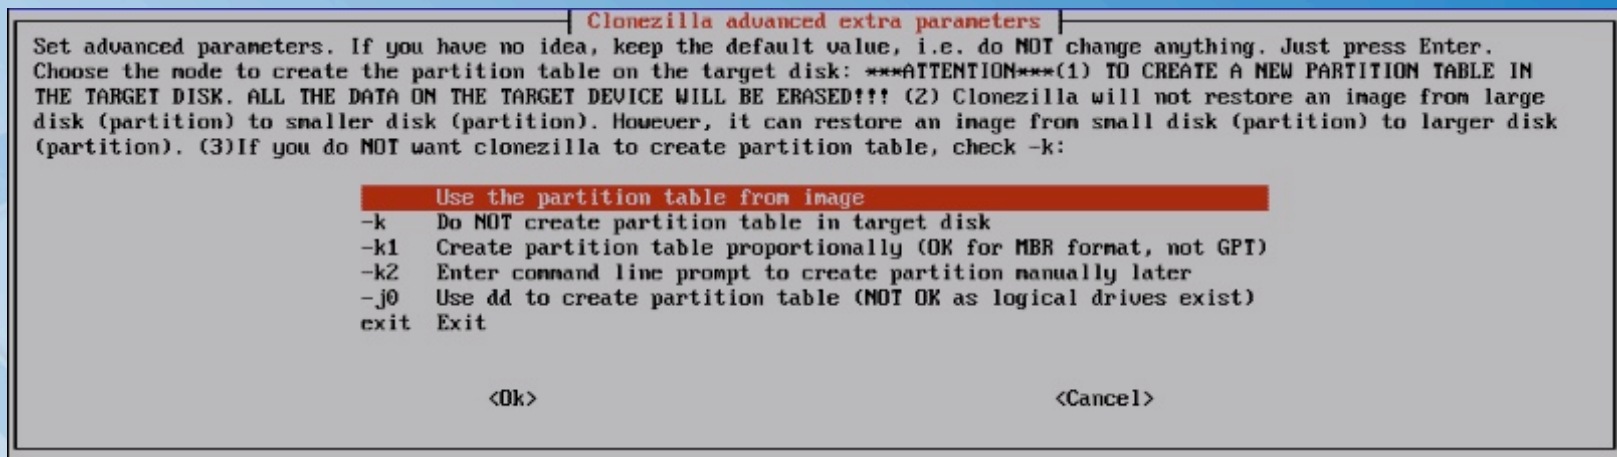 Clonezilla advanced extra parameters
Set advanced parameters. If you have no idea, keep the default value, i.e. do NOT change anything. Just press Enter.
Choose the mode to create the partition table on the target disk: ***ATTENTION***(1) TO CREATE A NEW PARTITION TABLE IN
THE TARGET DISK. ALL THE DATA ON THE TARGET DEVICE WILL BE ERASED!!! (2) Clonezilla will not restore an image from large
disk (partition) to smaller disk (partition). However, it can restore an image from small disk (partition) to larger disk
(partition). (3)If you do NOT want clonezilla to create partition table, check -k:
Use the partition table from image
-k Do NOT create partition table in target disk
-k1 Create partition table proportionally (OK for MBR format, not GPT)
-k2 Enter command line prompt to create partition manually later
-j0 Use dd to create partition table (NOT OK as logical drives exist)
exit Exit
<Ok> <Cancel>